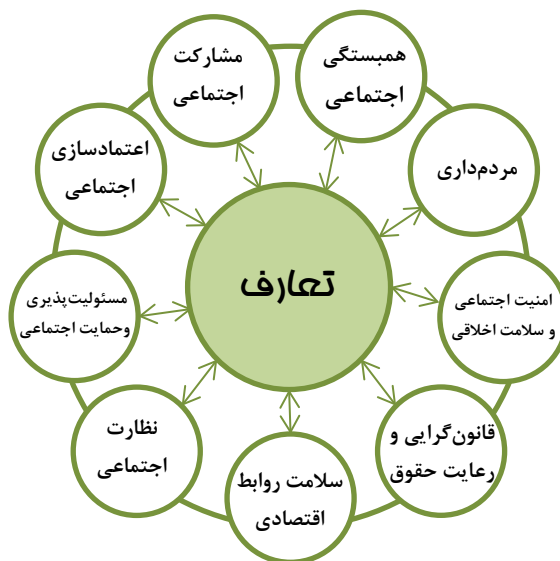 همبستگی
اجتماعی
مشارکت
اجتماعی
مردم‌داری
اعتمادسازی
اجتماعی
تعارف
امنیت اجتماعی
و سلامت اخلاقی
مسئولیت‌پذیری
وحمایت اجتماعی
قانون‌گرایی و
رعایت حقوق
نظارت
اجتماعی
سلامت روابط
اقتصادی